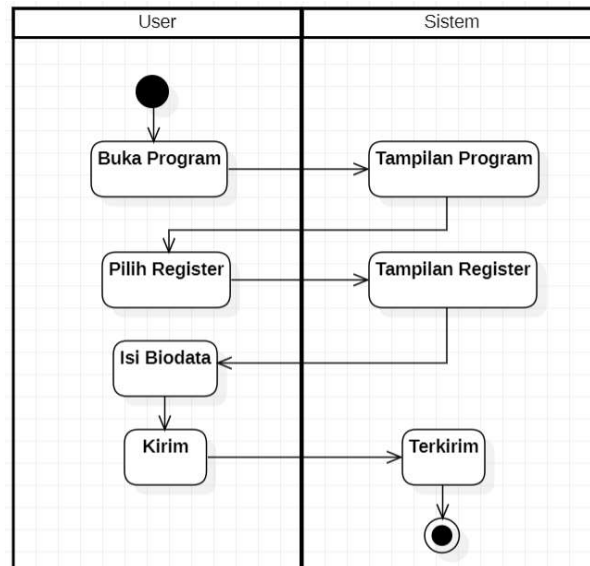 User
Sistem
Buka Program
Tampilan Program
Pilih Register
Tampilan Register
Isi Biodata
Kirim
Terkirim